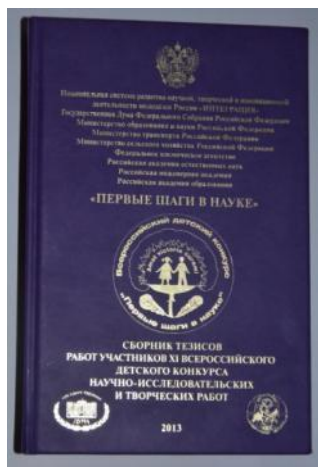 Национальная система развития научной, творческой и инновационной
деятельности молодежи России «ИНТЕГРАЦИЯ»
Государственная Дума Федерального Собрания Российской Федерации
Министерство образования и науки Российской Федерации
Министерство транспорта Российской Федерации
Министерство сельского хозяйства Российской Федерации
Федеральное космическое агентство
Российская академия естественных наук
Российская инженерная академия
Российская академия образования
«ПЕРВЫЕ ШАГИ В НАУКЕ»
Всероссийский детский конкурс
«Первые шаги в науке»
СБОРНИК ТЕЗИСОВ
РАБОТ УЧАСТНИКОВ XI ВСЕРОССИЙСКОГО
ДЕТСКОГО КОНКУРСА
НАУЧНО-ИССЛЕДОВАТЕЛЬСКИХ
И ТВОРЧЕСКИХ РАБОТ
2013